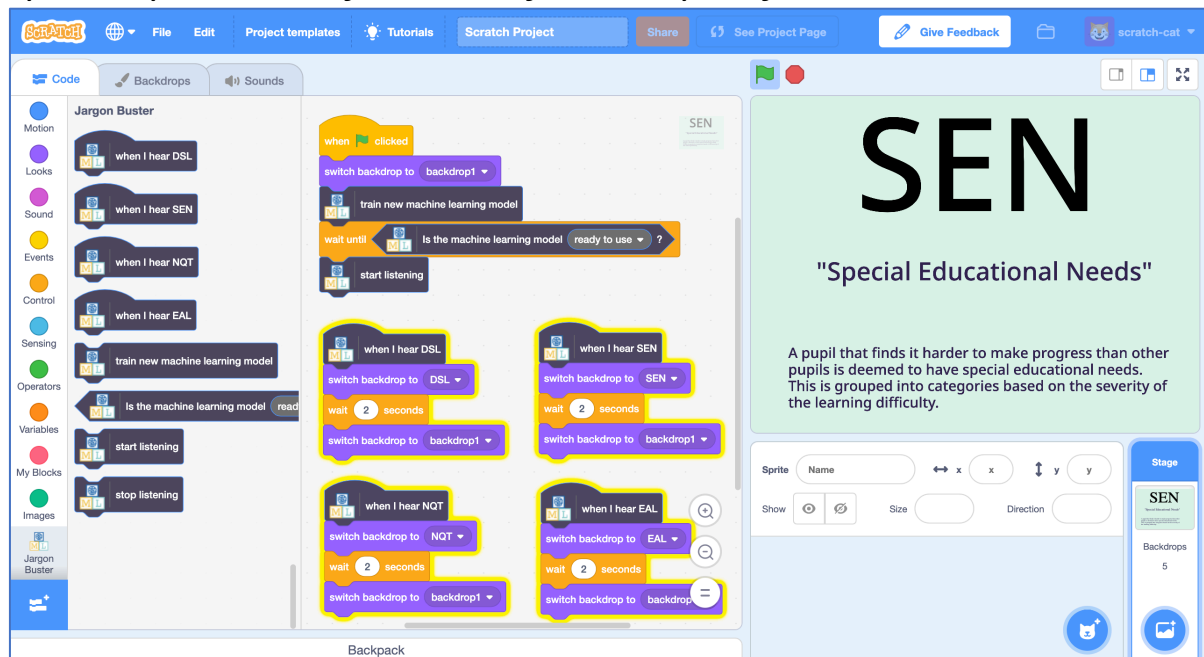 SCRATCH
File
Edit
Project templates
Tutorials
Scratch Project
Share
See Project Page
Give Feedback
scratch-cat
Code
Backdrops
Sounds
Motion
Looks
Sound
Events
Control
Sensing
Operators
Variables
My Blocks
Images
Jargon
Buster
Jargon Buster
when I hear DSL
when I hear SEN
when I hear NQT
when I hear EAL
train new machine learning model
Is the machine learning model read
start listening
stop listening
SEN
when clicked
switch backdrop to backdrop1
train new machine learning model
wait until Is the machine learning model ready to use ?
start listening
when I hear DSL
switch backdrop to DSL
wait 2 seconds
switch backdrop to backdrop1
when I hear SEN
switch backdrop to SEN
wait 2 seconds
switch backdrop to backdrop1
when I hear NQT
switch backdrop to NQT
wait 2 seconds
switch backdrop to backdrop1
when I hear EAL
switch backdrop to EAL
wait 2 seconds
switch backdrop to backdrop
Backpack
SEN
"Special Educational Needs"
A pupil that finds it harder to make progress than other
pupils is deemed to have special educational needs.
This is grouped into categories based on the severity of
the learning difficulty.
Sprite Name x x y y
Show Size Direction
Stage
SEN
"Special Educational Needs"
Backdrops
5